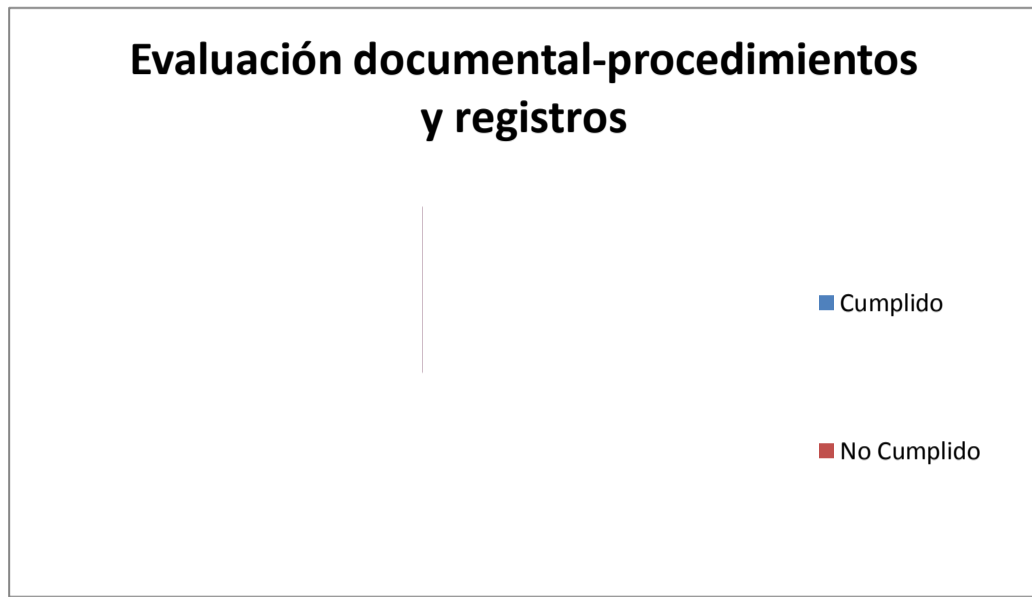 Evaluación documental-procedimientos
y registros
Cumplido
No Cumplido